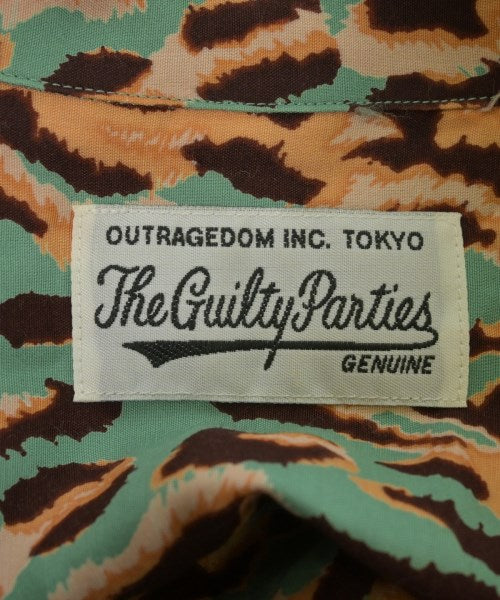 OUTRAGEDOM INC. TOKYO
The Guilty Parties
GENUINE